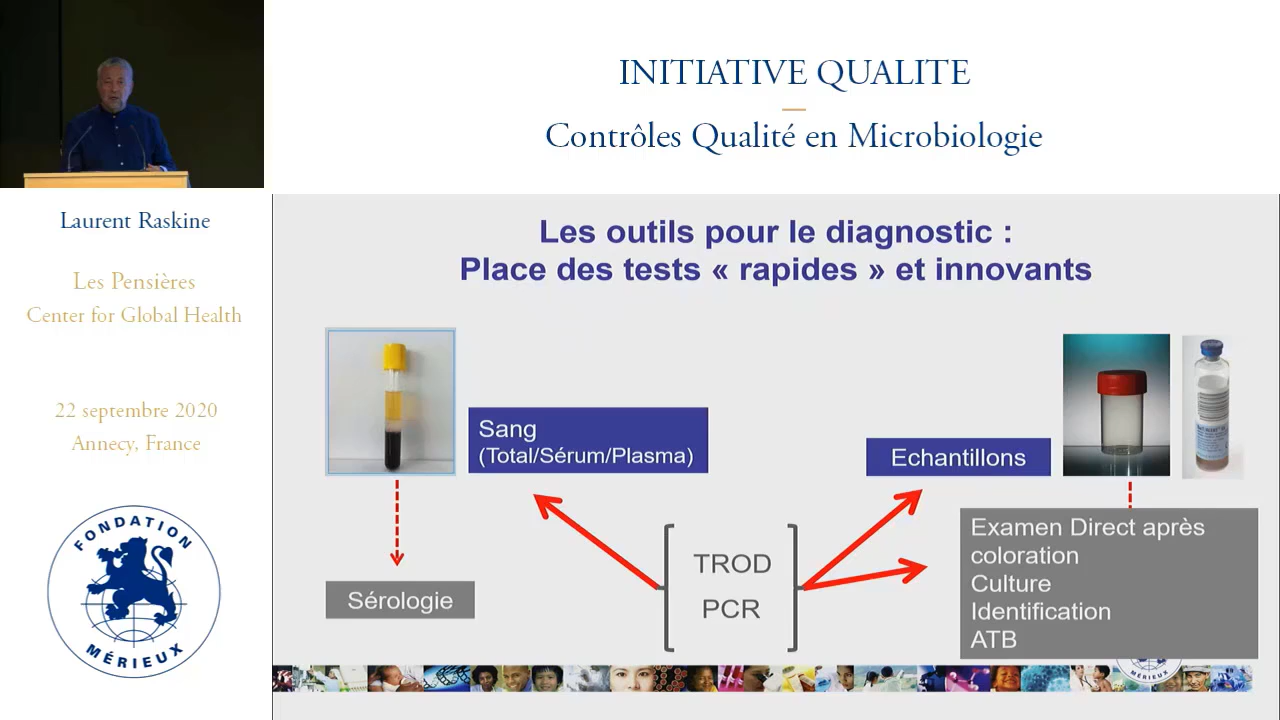 INITIATIVE QUALITE
Contrôles Qualité en Microbiologie
Laurent Raskine
Les Pensières
Center for Global Health
22 septembre 2020
Annecy, France
FONDATION
MÉRIEUX
Les outils pour le diagnostic :
Place des tests « rapides » et innovants
Sang
(Total/Sérum/Plasma)
Echantillons
Sérologie
TROD
PCR
Examen Direct après
coloration
Culture
Identification
ATB
MÉRIEUX